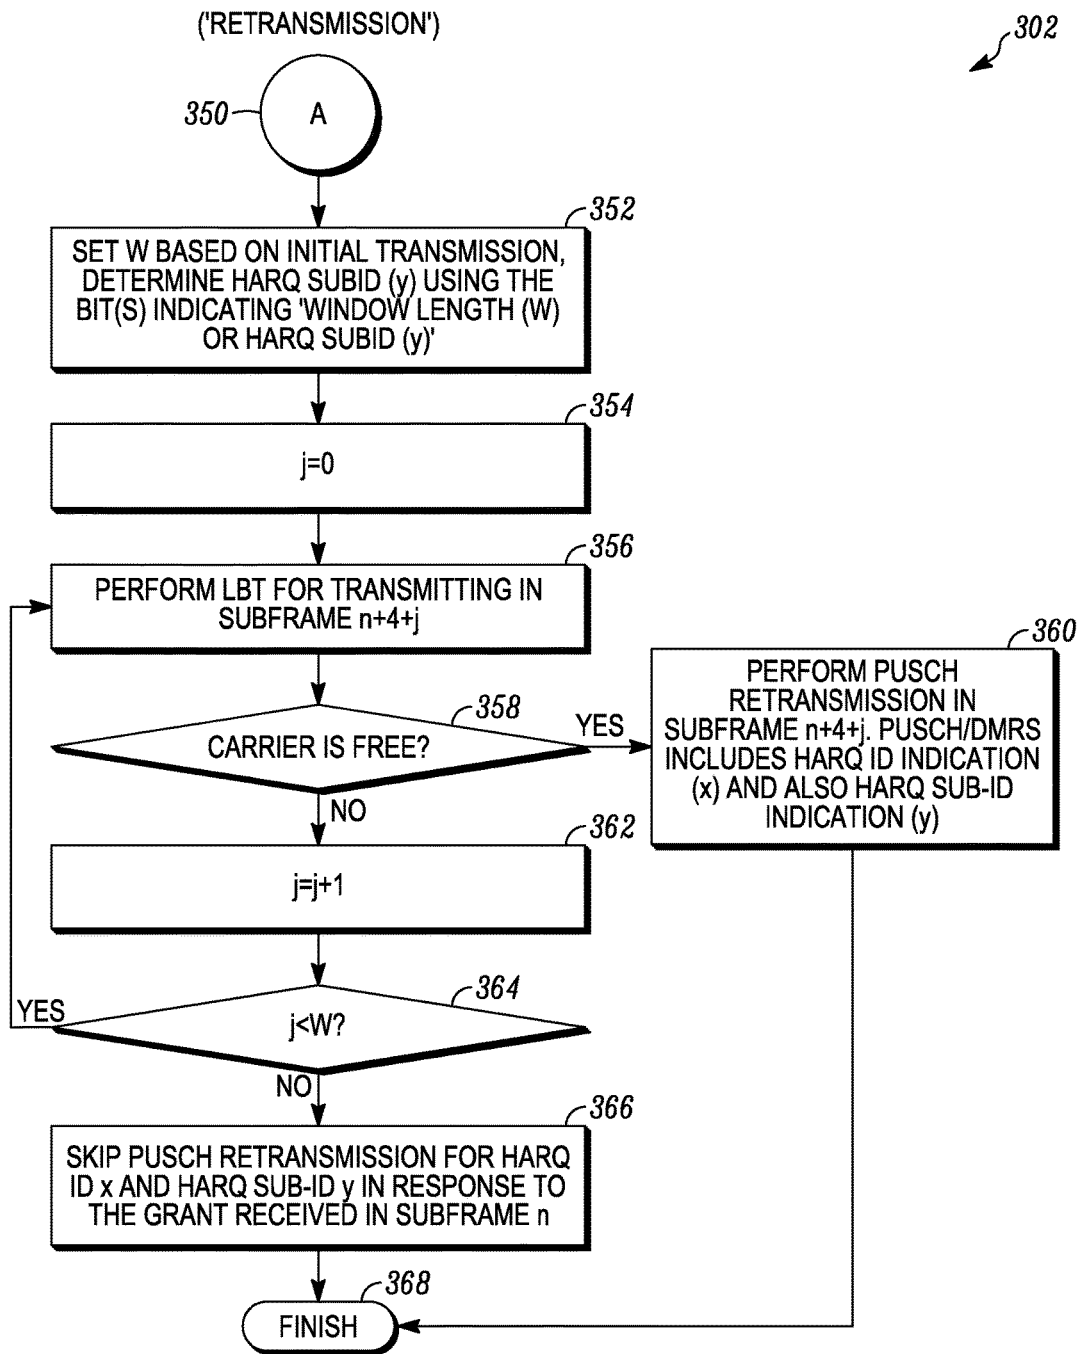 ('RETRANSMISSION')
302
350
A
352
SET W BASED ON INITIAL TRANSMISSION,
DETERMINE HARQ SUBID (y) USING THE
BIT(S) INDICATING 'WINDOW LENGTH (W)
OR HARQ SUBID (y)'
354
j=0
356
PERFORM LBT FOR TRANSMITTING IN
SUBFRAME n+4+j
358
CARRIER IS FREE?
YES
NO
360
PERFORM PUSCH
RETRANSMISSION IN
SUBFRAME n+4+j. PUSCH/DMRS
INCLUDES HARQ ID INDICATION
(x) AND ALSO HARQ SUB-ID
INDICATION (y)
362
j=j+1
364
j<W?
YES
NO
366
SKIP PUSCH RETRANSMISSION FOR HARQ
ID x AND HARQ SUB-ID y IN RESPONSE TO
THE GRANT RECEIVED IN SUBFRAME n
368
FINISH